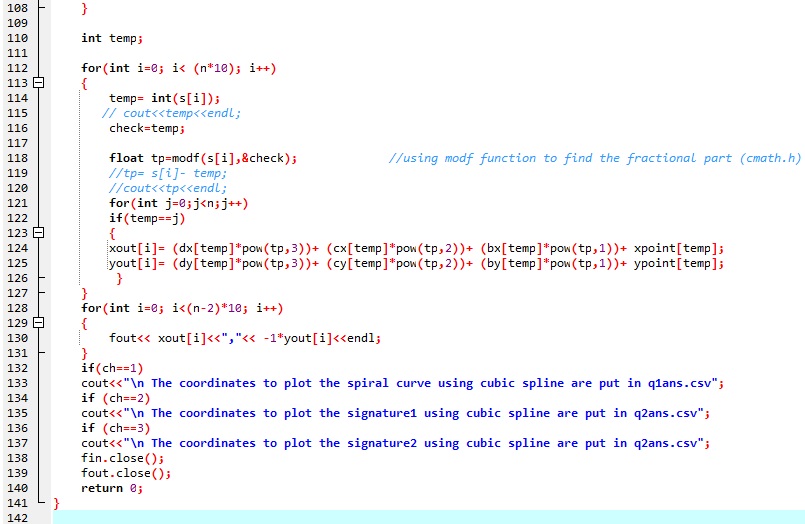 108 }
109
110 int temp;
111
112 for(int i=0; i< (n*10); i++)
113 {
114 temp= int(s[i]);
115 // cout<<temp<<endl;
116 check=temp;
117
118 float tp=modf(s[i],&check); //using modf function to find the fractional part (cmath.h)
119 //tp= s[i]- temp;
120 //cout<<tp<<endl;
121 for(int j=0;j<n;j++)
122 if(temp==j)
123 {
124 xout[i]= (dx[temp]*pow(tp,3))+ (cx[temp]*pow(tp,2))+ (bx[temp]*pow(tp,1))+ xpoint[temp];
125 yout[i]= (dy[temp]*pow(tp,3))+ (cy[temp]*pow(tp,2))+ (by[temp]*pow(tp,1))+ ypoint[temp];
126 }
127 }
128 for(int i=0; i<(n-2)*10; i++)
129 {
130 fout<< xout[i]<<","<< -1*yout[i]<<endl;
131 }
132 if(ch==1)
133 cout<<"\n The coordinates to plot the spiral curve using cubic spline are put in q1ans.csv";
134 if (ch==2)
135 cout<<"\n The coordinates to plot the signature1 using cubic spline are put in q2ans.csv";
136 if (ch==3)
137 cout<<"\n The coordinates to plot the signature2 using cubic spline are put in q2ans.csv";
138 fin.close();
139 fout.close();
140 return 0;
141 }
142